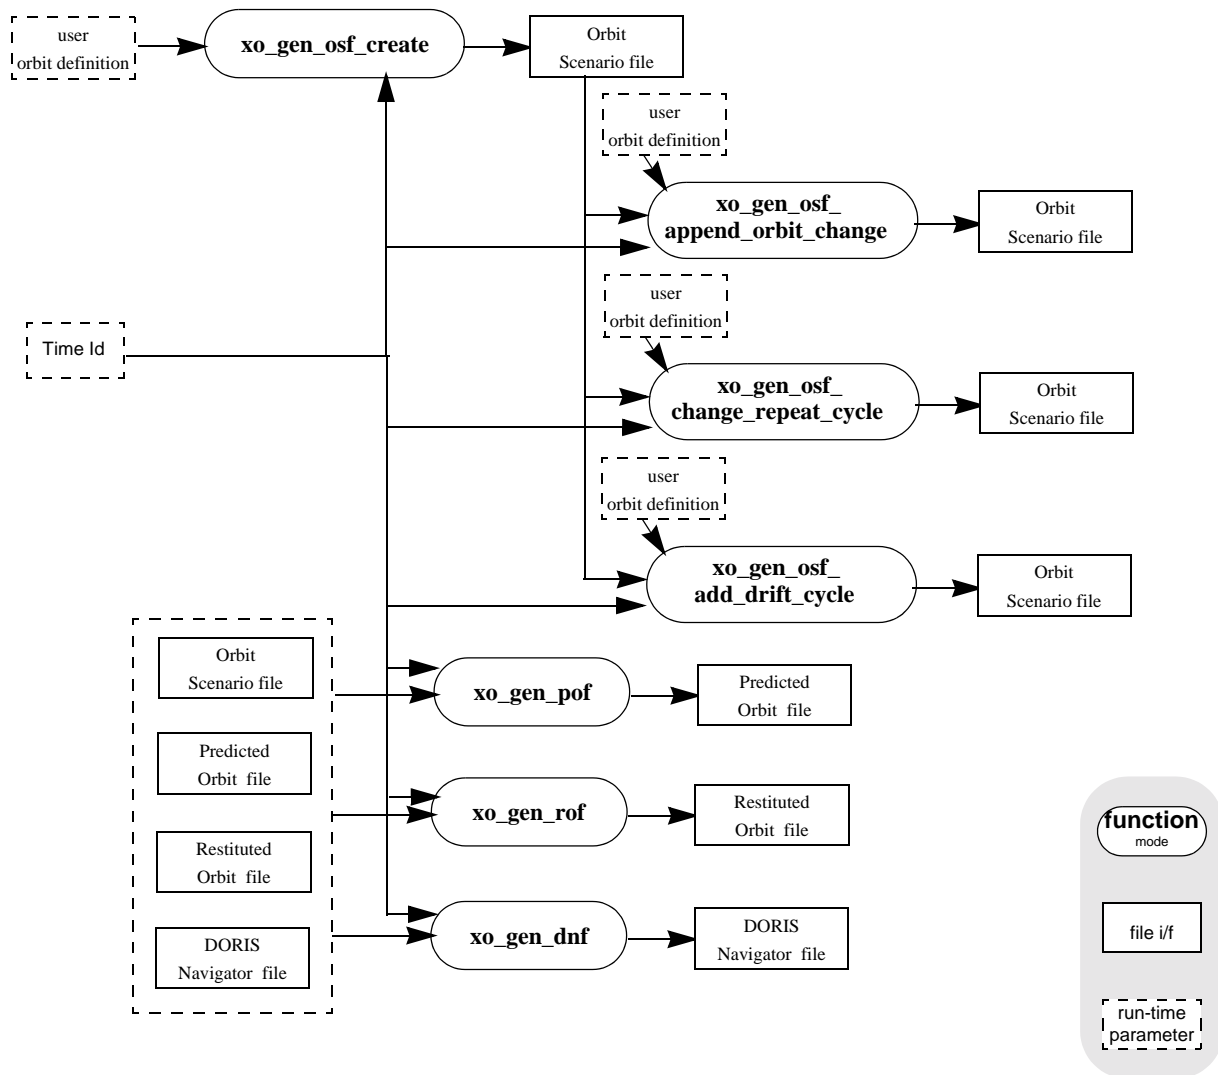 user
orbit definition
xo_gen_osf_create
Orbit
Scenario file
user
orbit definition
xo_gen_osf_
append_orbit_change
Orbit
Scenario file
user
orbit definition
Time Id
xo_gen_osf_
change_repeat_cycle
Orbit
Scenario file
user
orbit definition
xo_gen_osf_
add_drift_cycle
Orbit
Scenario file
Orbit
Scenario file
xo_gen_pof
Predicted
Orbit file
Predicted
Orbit file
xo_gen_rof
Restituted
Orbit file
Restituted
Orbit file
DORIS
Navigator file
xo_gen_dnf
DORIS
Navigator file
function
mode
file i/f
run-time
parameter